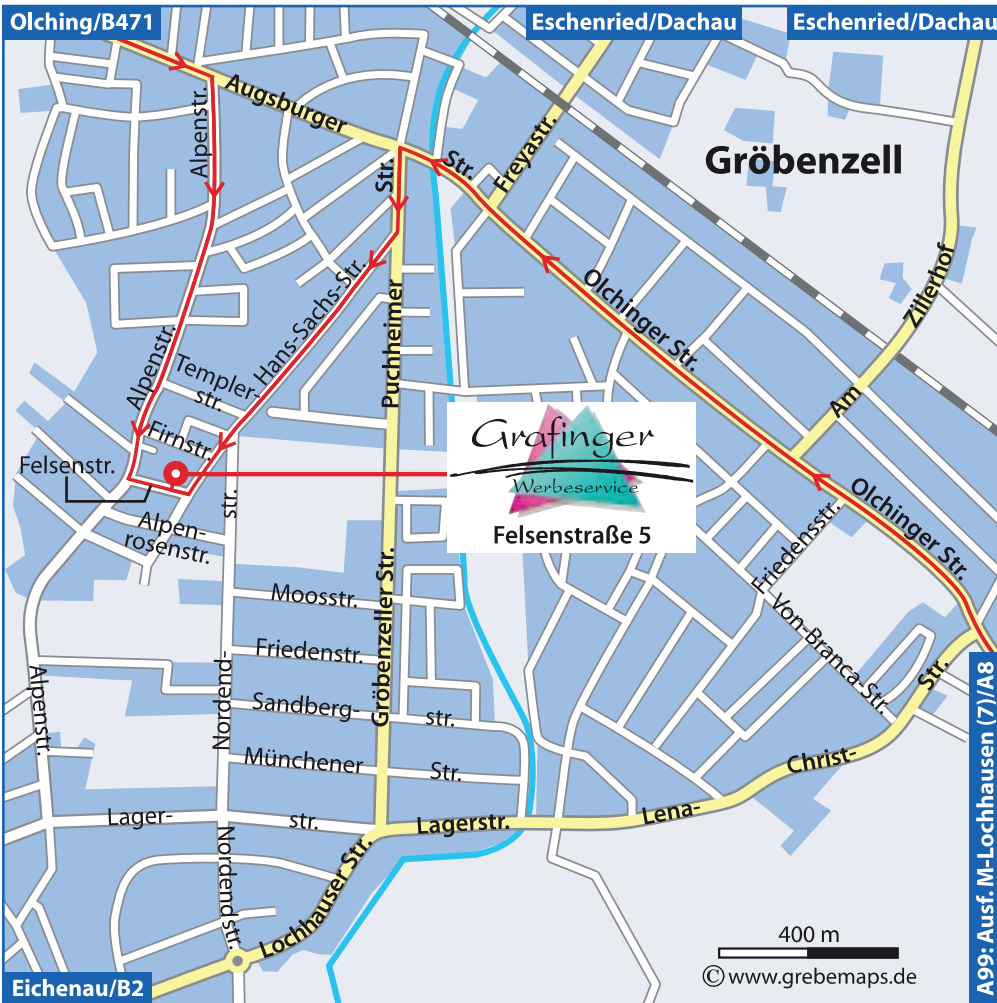 Olching/B471
Eschenried/Dachau
Eschenried/Dachau
Augsburger
Str.
Alpenstr.
Str.
Freyastr.
Gröbenzell
Hans-Sachs-Str.
Puchheimer
Olchinger Str.
Zillerhof
Am
Alpenstr.
Templer-
str.
Firnstr.
Felsenstr.
Grafinger
Werbeservice
Felsenstraße 5
str.
Alpen-
rosenstr.
Olchinger Str.
Friedensstr.
F. Von-Branca-Str.
Moosstr.
Gröbenzeller Str.
Friedenstr.
Nordend-
Sandberg-
str.
Alpenstr.
Münchener
Str.
Str.
Christ-
Lena-
Lagerstr.
Lager-
str.
Nordendstr.
Lochhauser Str.
400 m
© www.grebemaps.de
Eichenau/B2
A99: Ausf. M-Lochhausen (7)/A8